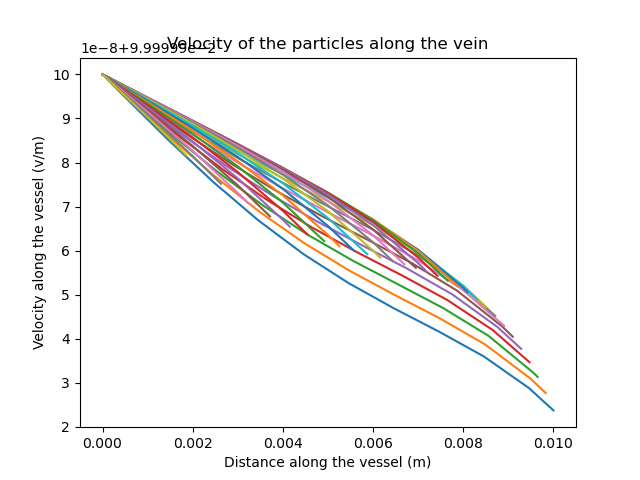 Velocity of the particles along the vein
1e−8+9.99995e−2
10
9
8
7
6
5
4
3
2
Velocity along the vessel (v/m)
0.000 0.002 0.004 0.006 0.008 0.010
Distance along the vessel (m)